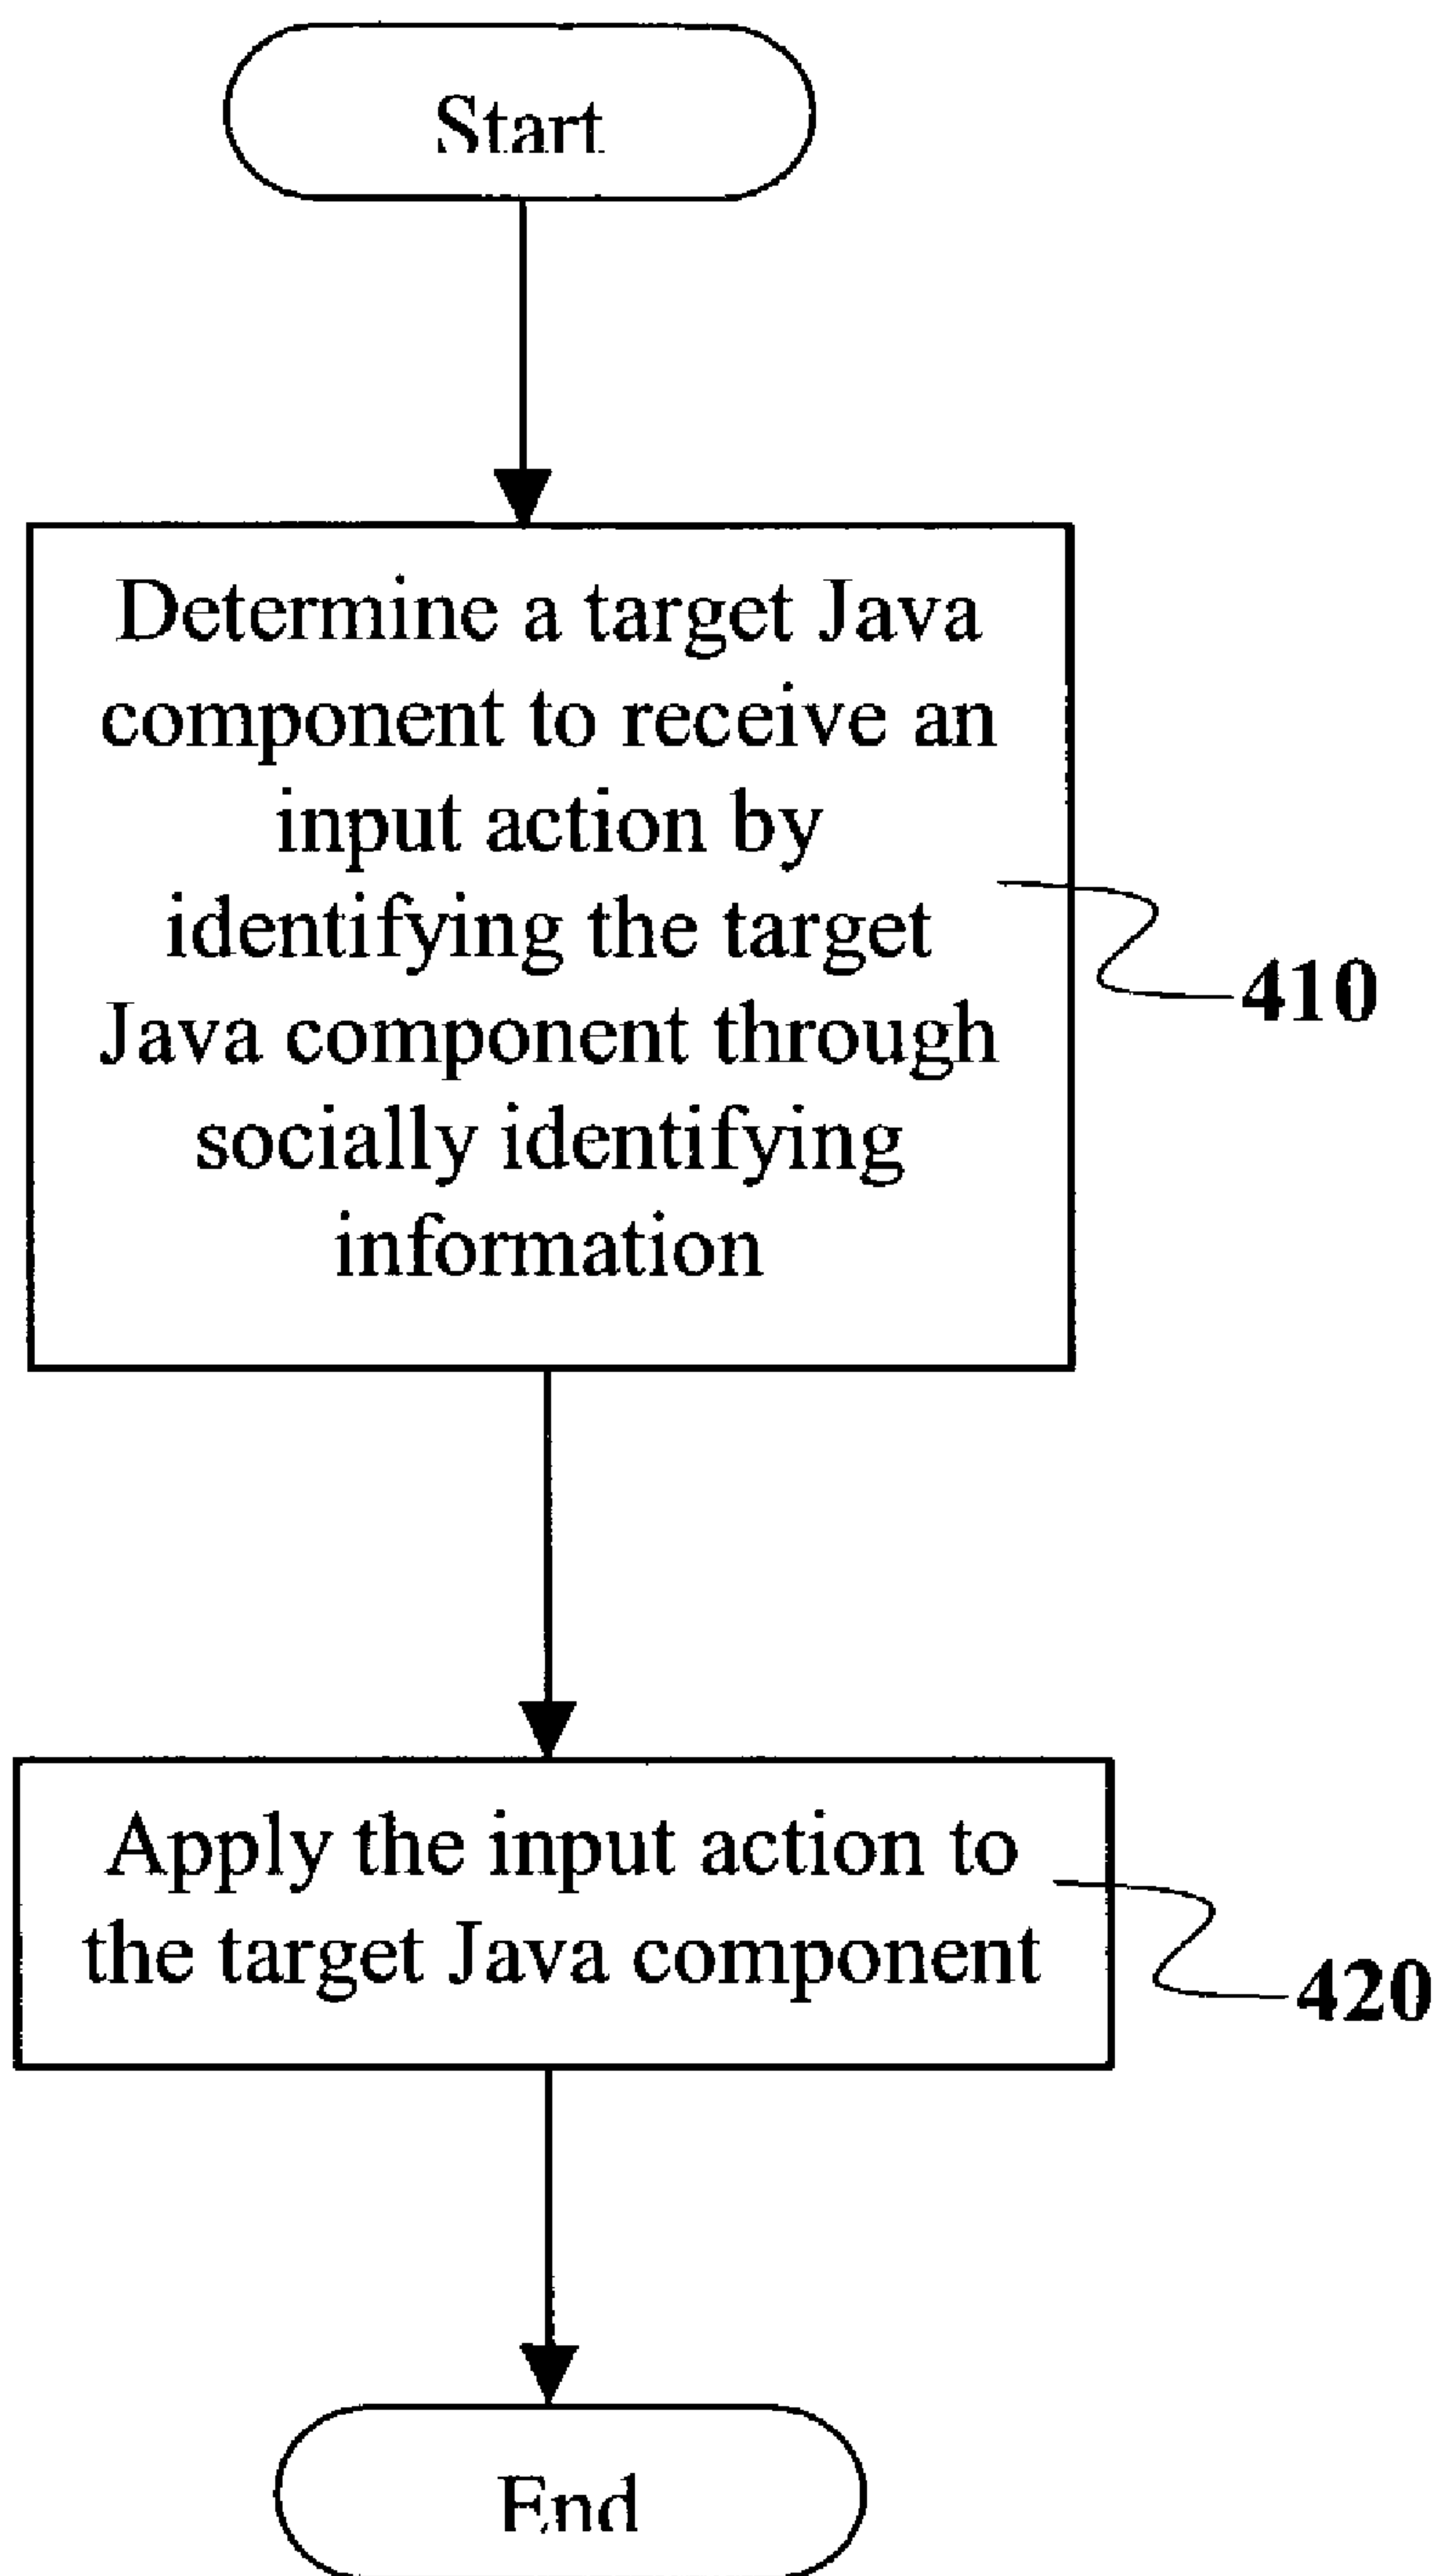 Start
Determine a target Java
component to receive an
input action by
identifying the target
Java component through
socially identifying
information
410
Apply the input action to
the target Java component
420
End